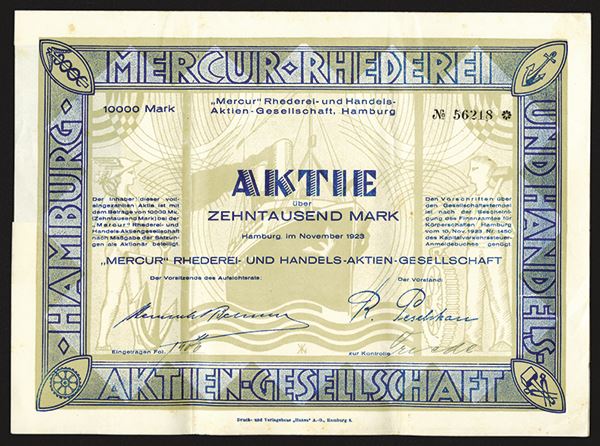 MERCUR-RHEDEREI
UND HANDELS-
AKTIEN-GESELLSCHAFT
HAMBURG
10000 Mark
„Mercur" Rhederei- und Handels-
Aktien-Gesellschaft, Hamburg
№ 56218 *
AKTIE
über
ZEHNTAUSEND MARK
Hamburg, im November 1923
Der Inhaber dieser voll-
eingezahlten Aktie ist mit
dem Betrage von 10000 Mk.
(Zehntausend Mark) bei der
„Mercur" Rhederei- und
Handels-Aktiengesellschaft
nach Maßgabe der Satzun-
gen als Aktionär beteiligt.
Den Vorschriften über
den Gesellschaftsstempel
ist nach der Bescheinigung
des Finanzamtes für
Körperschaften Hamburg
vom 10. Nov. 1923, Nr. 1450
des Kapitalverkehrssteuer-
Anmeldebuches genügt.
„MERCUR" RHEDEREI- UND HANDELS-AKTIEN-GESELLSCHAFT
Der Vorsitzende des Aufsichtsrats:
Der Vorstand:
Eingetragen Fol.
zur Kontrolle
Druck- und Verlagshaus „Hansa" A.-G., Hamburg 8.